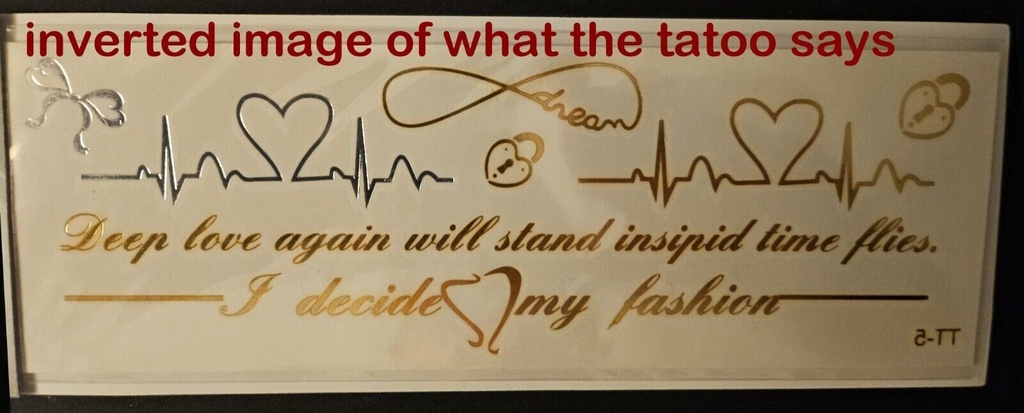 inverted image of what the tatoo says
dream
Deep love again will stand insipid time flies.
I decide my fashion
TT-5